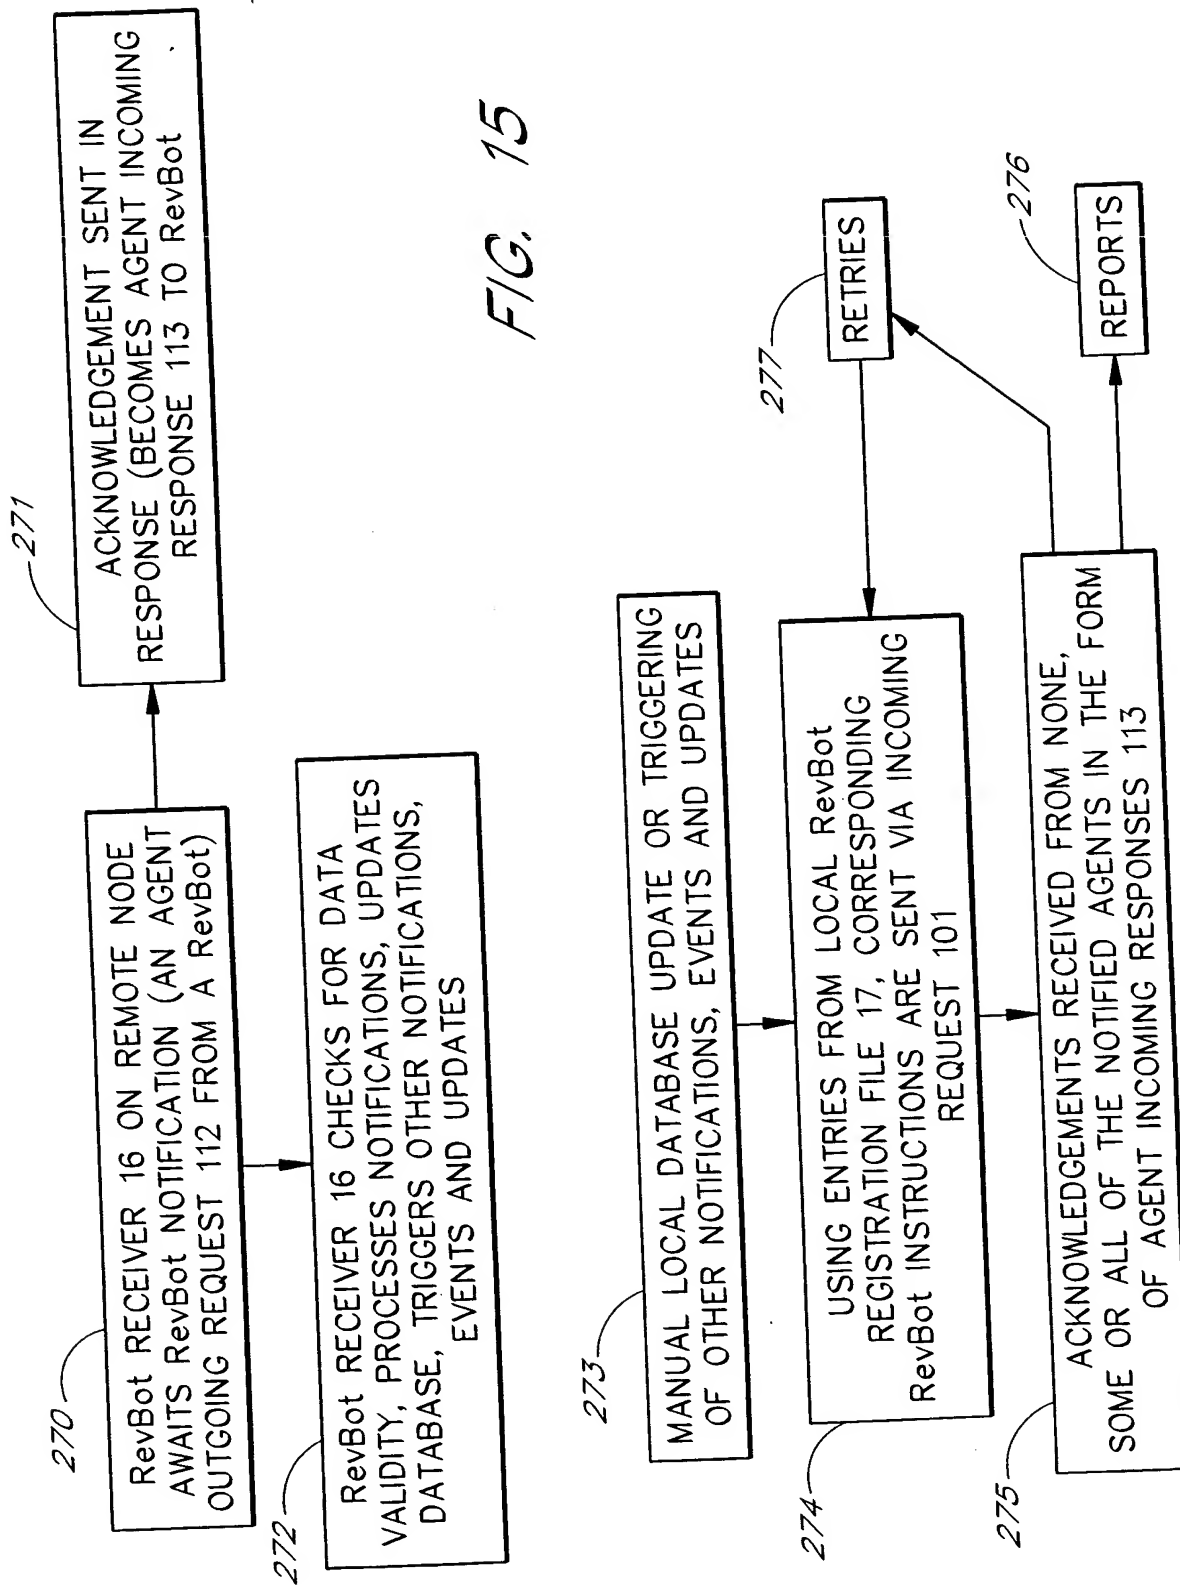 270
RevBot RECEIVER 16 ON REMOTE NODE
AWAITS RevBot NOTIFICATION (AN AGENT
OUTGOING REQUEST 112 FROM A RevBot)
271
ACKNOWLEDGEMENT SENT IN
RESPONSE (BECOMES AGENT INCOMING
RESPONSE 113 TO RevBot
272
RevBot RECEIVER 16 CHECKS FOR DATA
VALIDITY, PROCESSES NOTIFICATIONS, UPDATES
DATABASE, TRIGGERS OTHER NOTIFICATIONS,
EVENTS AND UPDATES
FIG. 15
273
MANUAL LOCAL DATABASE UPDATE OR TRIGGERING
OF OTHER NOTIFICATIONS, EVENTS AND UPDATES
274
USING ENTRIES FROM LOCAL RevBot
REGISTRATION FILE 17, CORRESPONDING
RevBot INSTRUCTIONS ARE SENT VIA INCOMING
REQUEST 101
277
RETRIES
275
ACKNOWLEDGEMENTS RECEIVED FROM NONE,
SOME OR ALL OF THE NOTIFIED AGENTS IN THE FORM
OF AGENT INCOMING RESPONSES 113
276
REPORTS